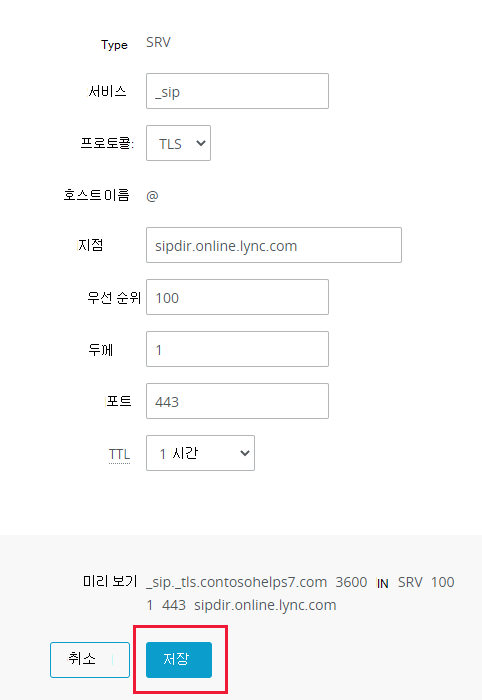 Type SRV
서비스 _sip
프로토콜: TLS
호스트 이름 @
지점 sipdir.online.lync.com
우선 순위 100
두께 1
포트 443
TTL 1 시간
미리 보기 _sip._tls.contosohelps7.com 3600 IN SRV 100
1 443 sipdir.online.lync.com
취소 저장